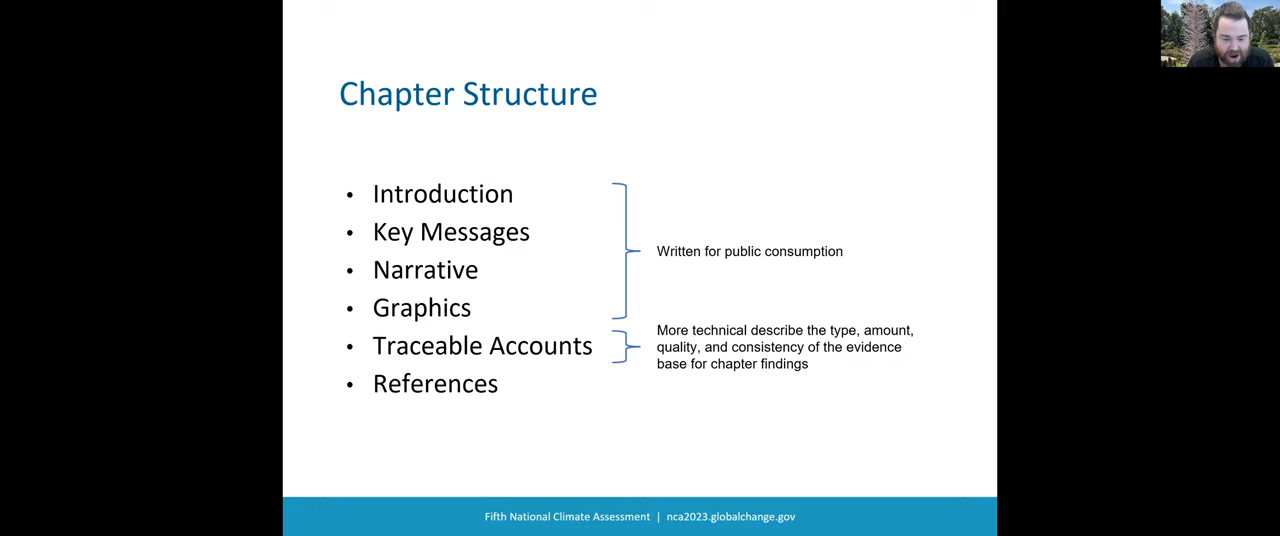 Chapter Structure
• Introduction
• Key Messages
• Narrative
• Graphics
• Traceable Accounts
• References
Written for public consumption
More technical describe the type, amount,
quality, and consistency of the evidence
base for chapter findings
Fifth National Climate Assessment | nca2023.globalchange.gov